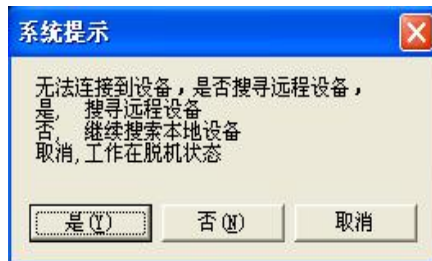 系统提示
无法连接到设备,是否搜寻远程设备,
是, 搜寻远程设备
否, 继续搜索本地设备
取消,工作在脱机状态
是(Y) 否(N) 取消